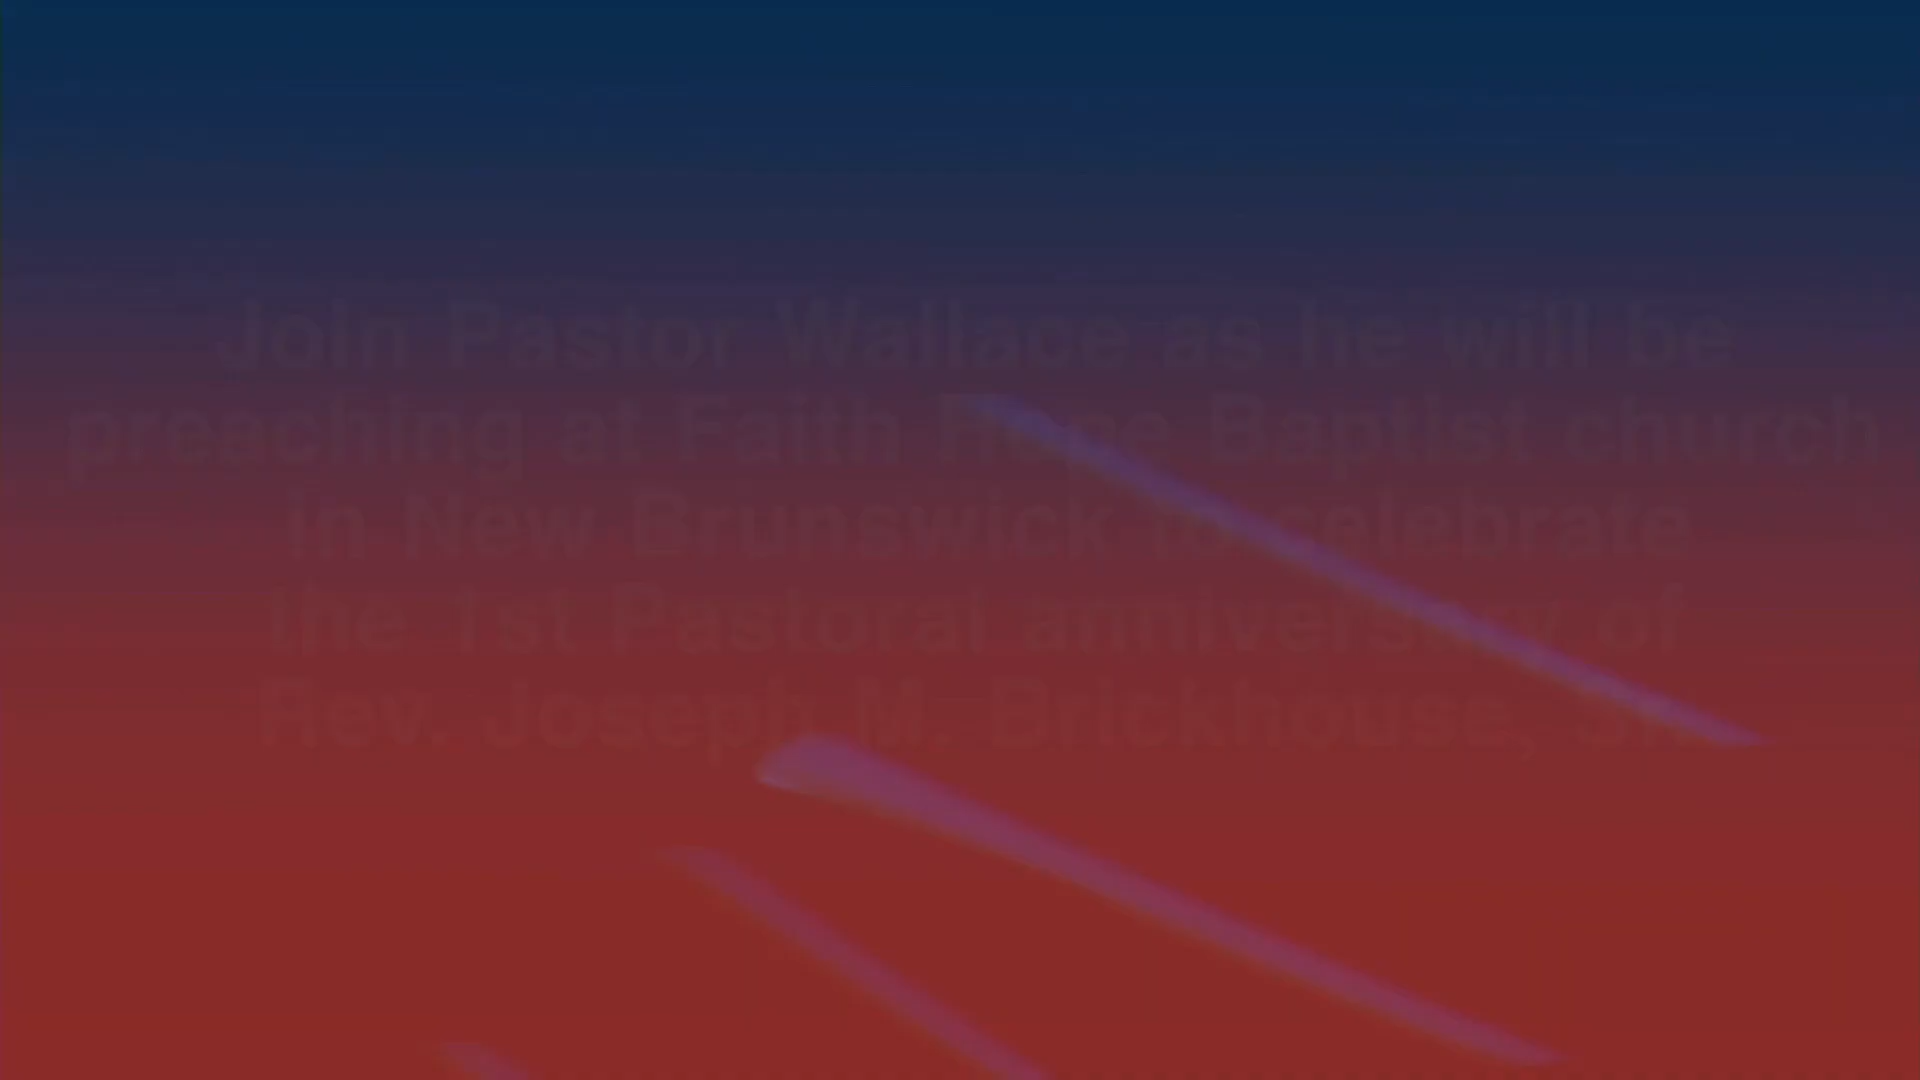 Join Pastor Wallace as he will be
preaching at Faith Hope Baptist church
in New Brunswick to celebrate
the 1st Pastoral anniversary of
Rev. Joseph M. Brickhouse, Sr.